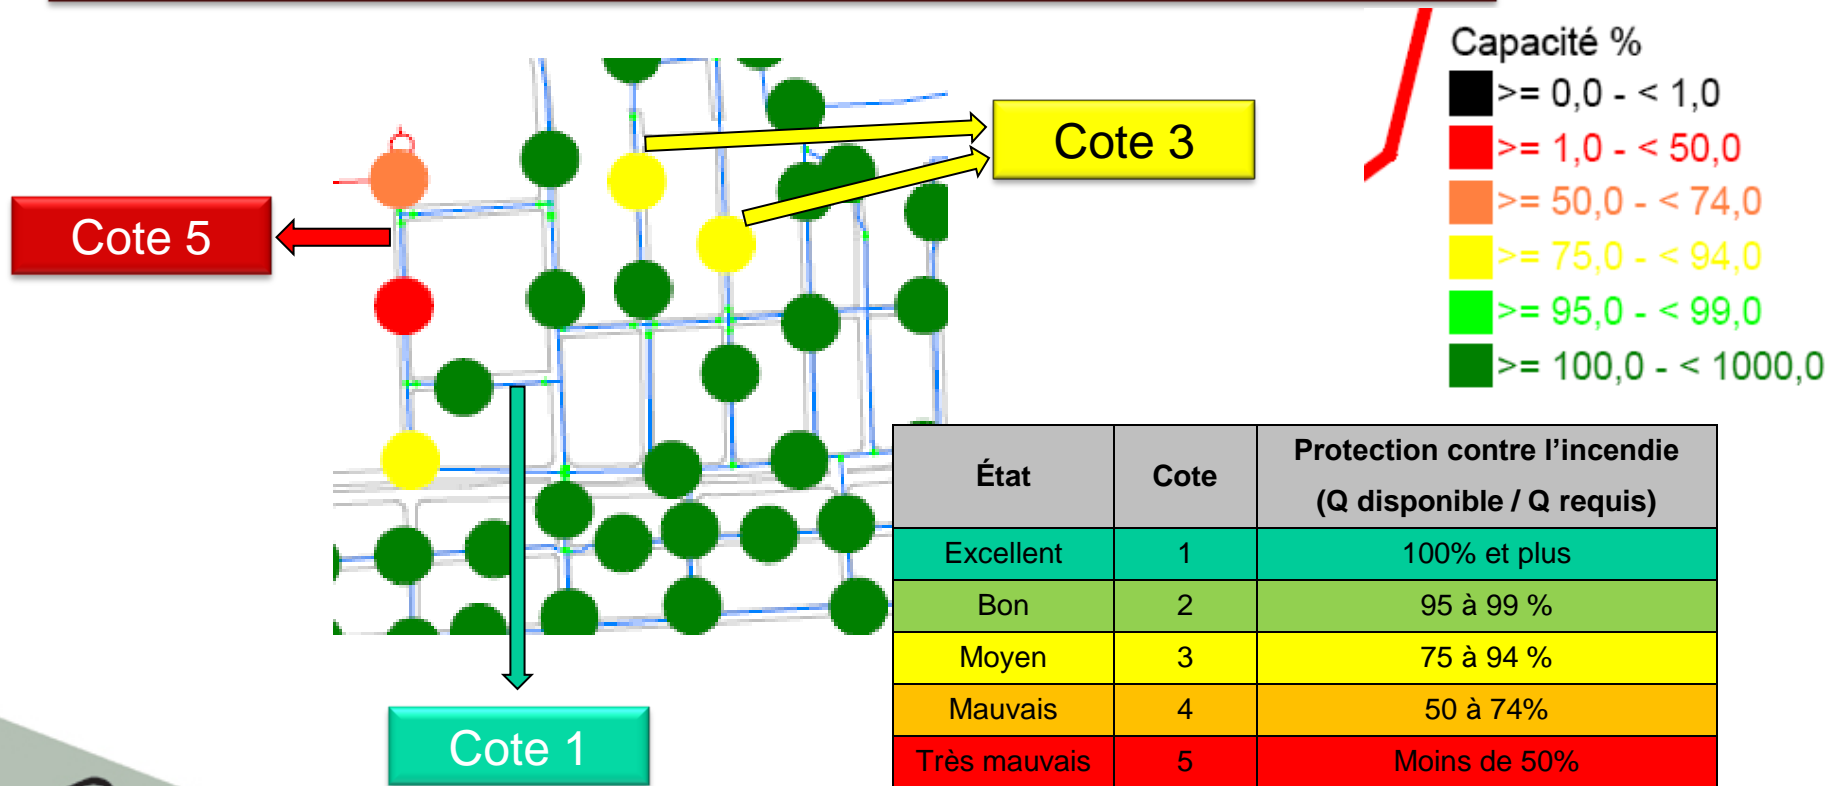 Capacité %
>= 0,0 - < 1,0
>= 1,0 - < 50,0
>= 50,0 - < 74,0
>= 75,0 - < 94,0
>= 95,0 - < 99,0
>= 100,0 - < 1000,0
Cote 3
Cote 5
Cote 1
État Cote Protection contre l'incendie
(Q disponible / Q requis)
Excellent 1 100% et plus
Bon 2 95 à 99 %
Moyen 3 75 à 94 %
Mauvais 4 50 à 74%
Très mauvais 5 Moins de 50%